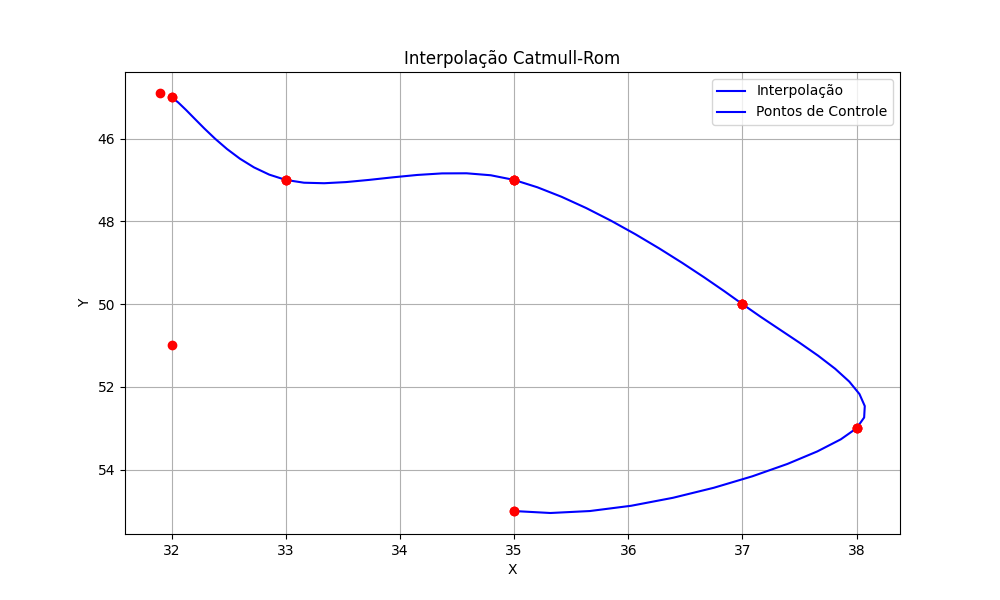 Interpolação Catmull-Rom
Interpolação
Pontos de Controle
46
48
50
52
54
Y
32 33 34 35 36 37 38
X